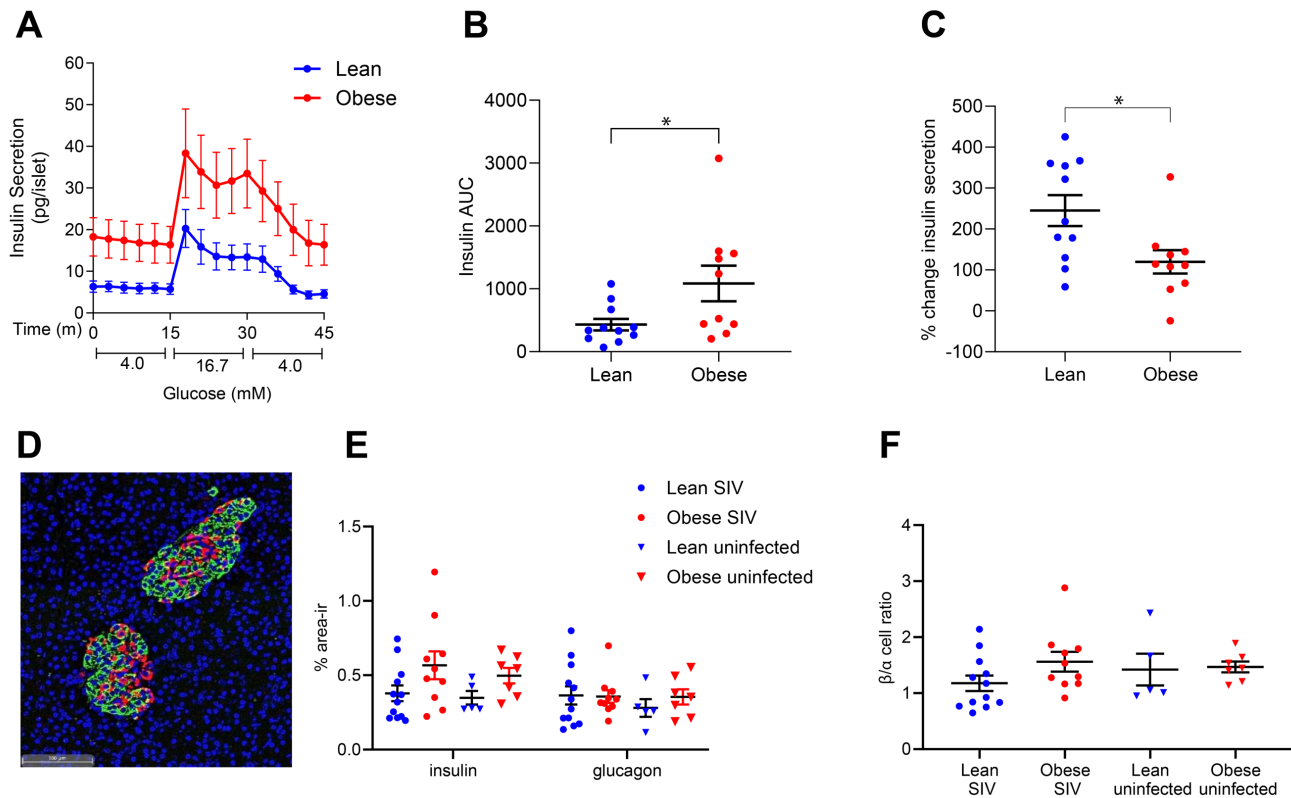 A
60
50
40
30
20
10
0
Insulin Secretion
(pg/islet)
Lean
Obese
Time (m)
0
15
30
45
4.0
16.7
4.0
Glucose (mM)
B
4000
3000
2000
1000
0
Insulin AUC
*
Lean
Obese
C
500
400
300
200
100
0
-100
% change insulin secretion
*
Lean
Obese
D
100 µm
E
Lean SIV
Obese SIV
Lean uninfected
Obese uninfected
1.5
1.0
0.5
0.0
% area-ir
insulin
glucagon
F
4
3
2
1
0
β/α cell ratio
Lean
SIV
Obese
SIV
Lean
uninfected
Obese
uninfected